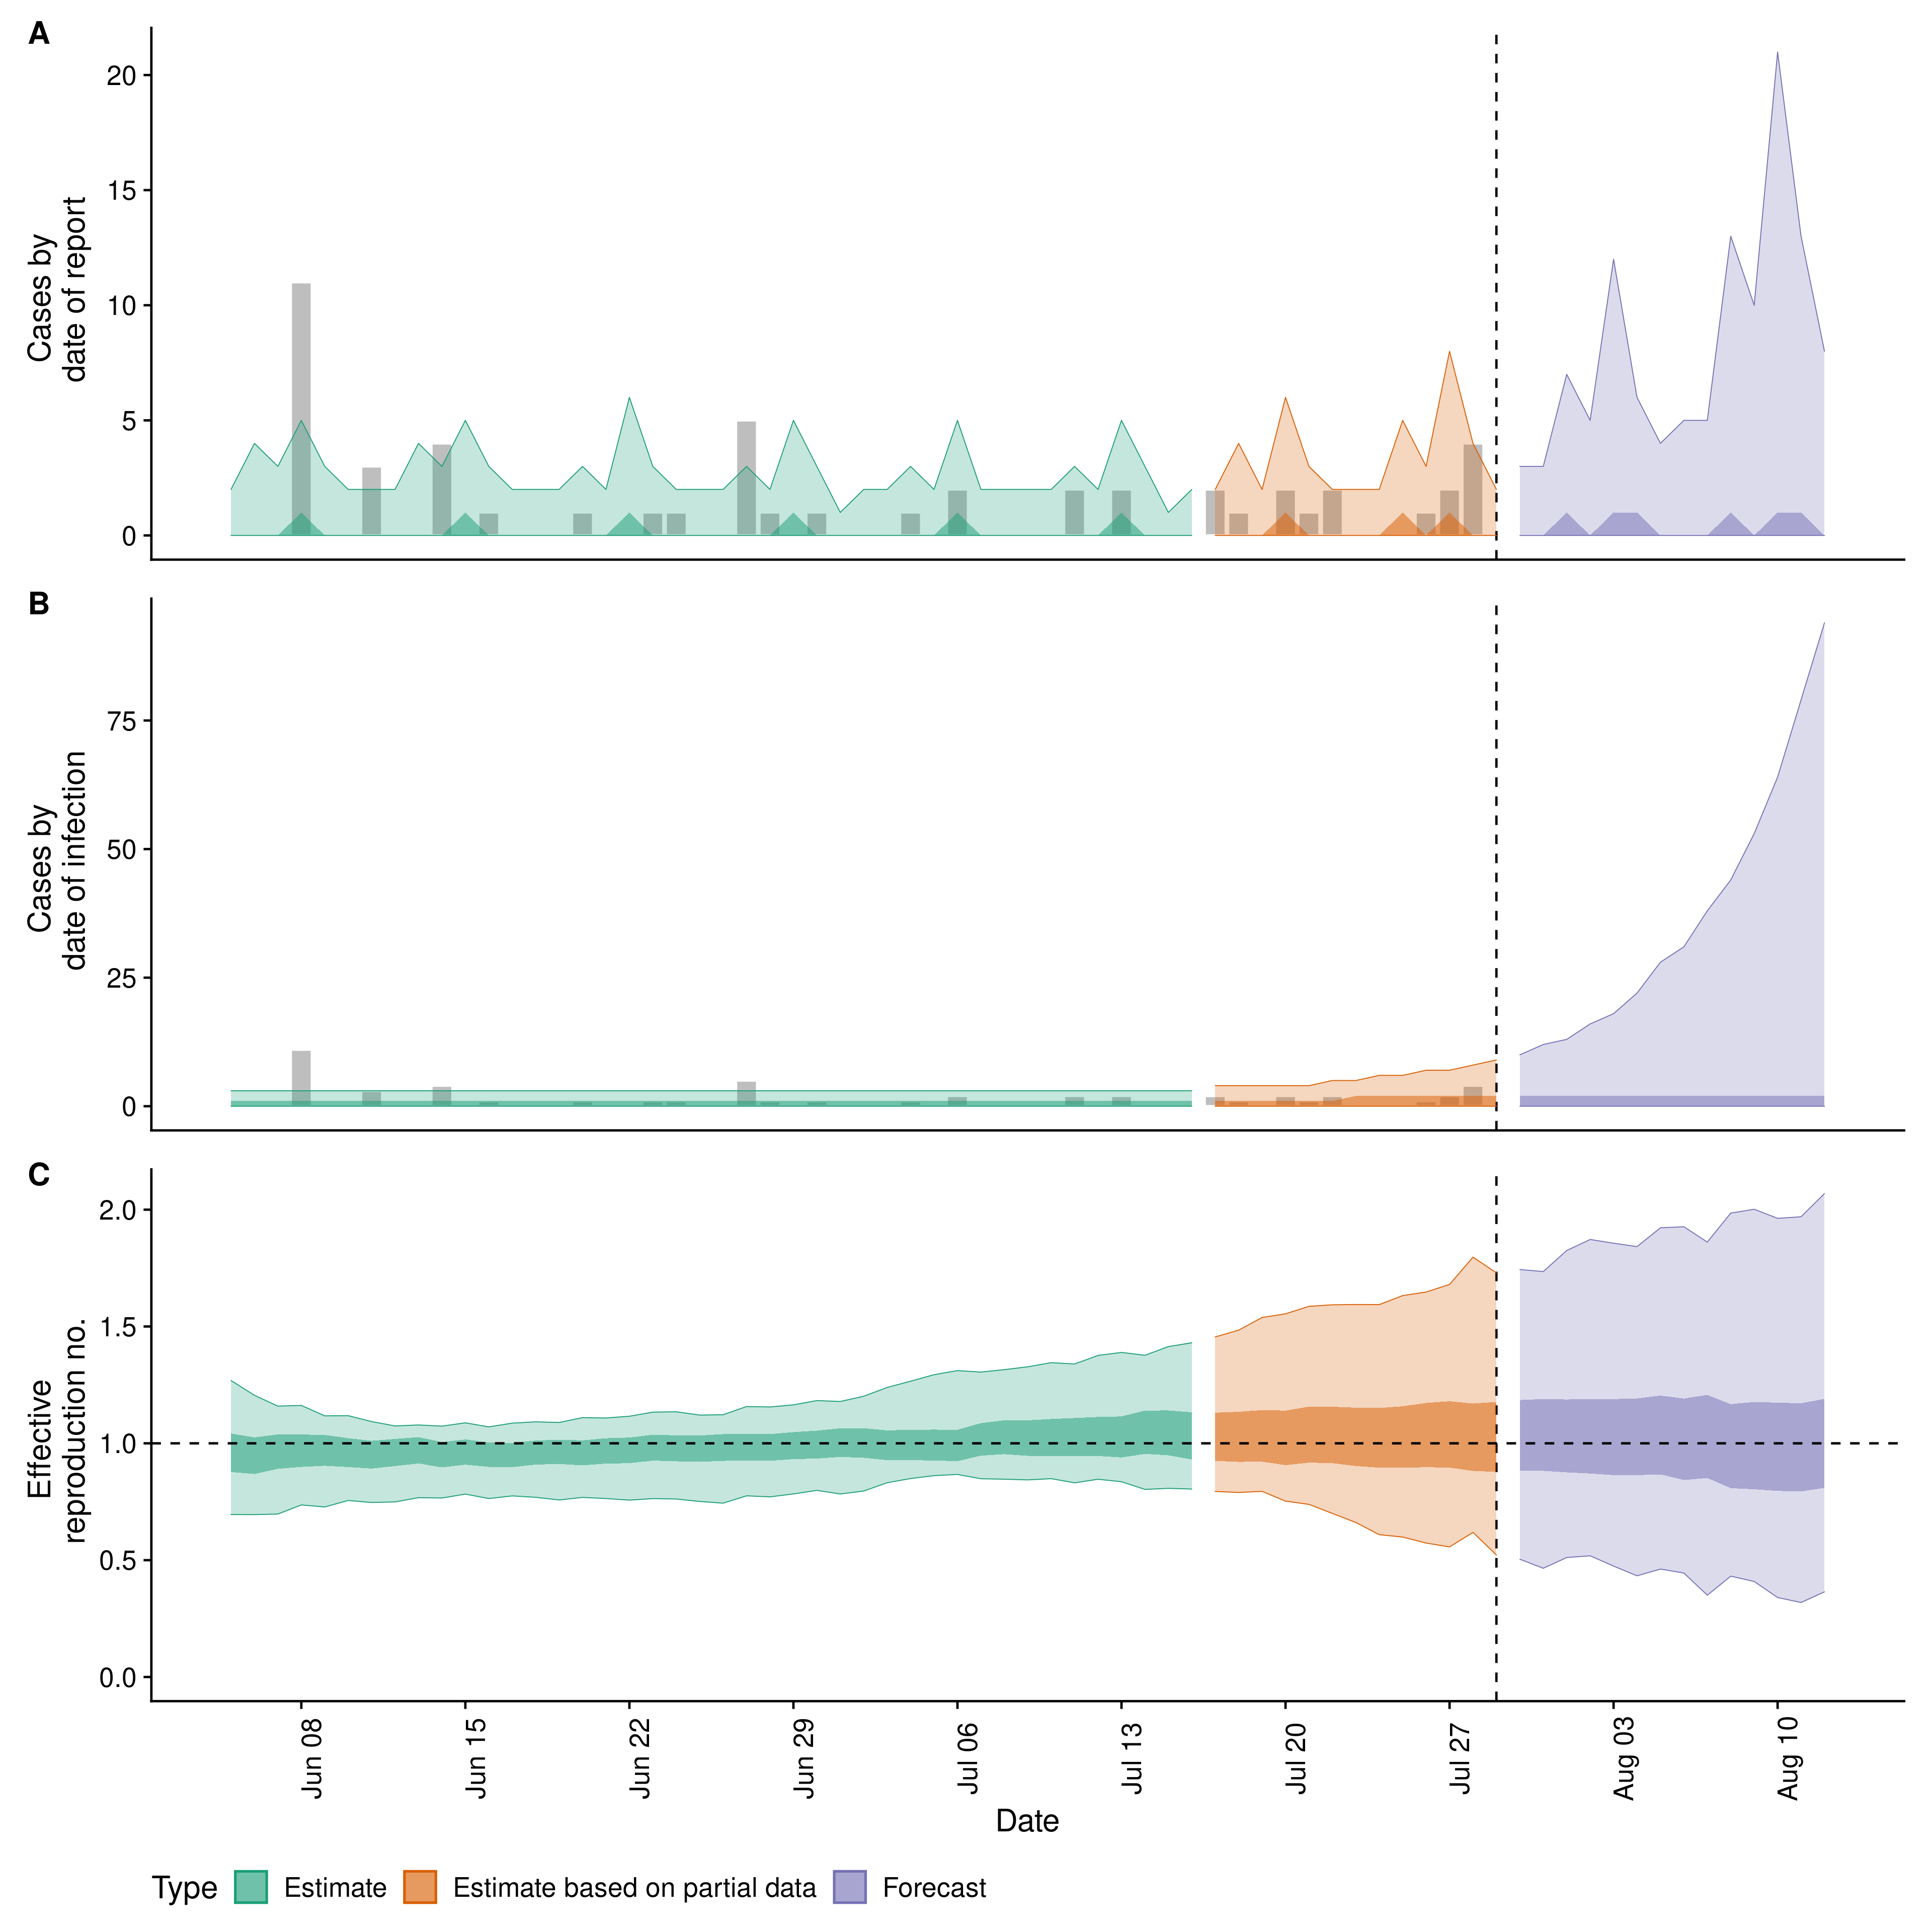 A
Cases by
date of report
20
15
10
5
0
B
Cases by
date of infection
75
50
25
0
C
Effective
reproduction no.
2.0
1.5
1.0
0.5
0.0
Jun 08
Jun 15
Jun 22
Jun 29
Jul 06
Jul 13
Jul 20
Jul 27
Aug 03
Aug 10
Date
Type Estimate Estimate based on partial data Forecast